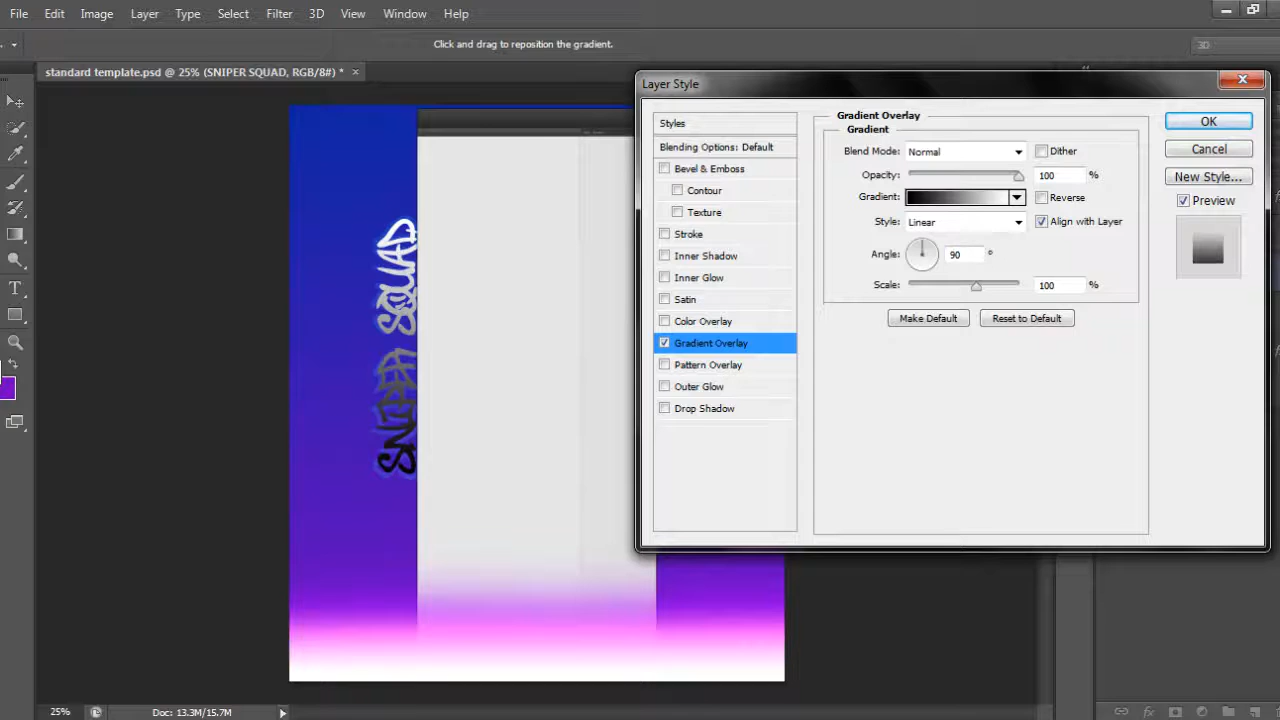 File Edit Image Layer Type Select Filter 3D View Window Help
Click and drag to reposition the gradient.
3D
standard template.psd @ 25% (SNIPER SQUAD, RGB/8#) * ×
SNIPER SQUAD
Layer Style
Styles
Blending Options: Default
Bevel & Emboss
Contour
Texture
Stroke
Inner Shadow
Inner Glow
Satin
Color Overlay
Gradient Overlay
Pattern Overlay
Outer Glow
Drop Shadow
Gradient Overlay
Gradient
Blend Mode: Normal Dither
Opacity: 100 %
Gradient: Reverse
Style: Linear Align with Layer
Angle: 90 °
Scale: 100 %
Make Default Reset to Default
OK
Cancel
New Style...
Preview
25% Doc: 13.3M/15.7M